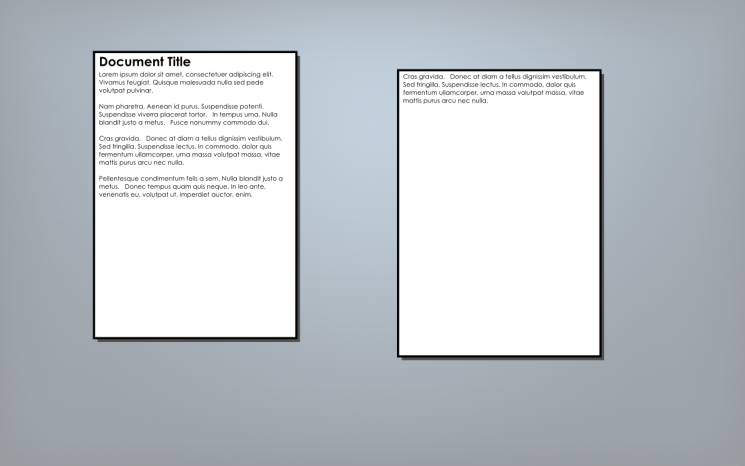 Document Title
Lorem ipsum dolor sit amet, consectetuer adipiscing elit.
Vivamus feugiat. Quisque malesuada nulla sed pede
volutpat pulvinar.
Nam pharetra. Aenean id purus. Suspendisse potenti.
Suspendisse viverra placerat tortor.   In tempus urna. Nulla
blandit justo a metus.   Fusce nonummy commodo dui.
Cras gravida.   Donec at diam a tellus dignissim vestibulum.
Sed fringilla. Suspendisse lectus. In commodo, dolor quis
fermentum ullamcorper, urna massa volutpat massa, vitae
mattis purus arcu nec nulla.
Pellentesque condimentum felis a sem. Nulla blandit justo a
metus.   Donec tempus quam quis neque. In leo ante,
venenatis eu, volutpat ut, imperdiet auctor, enim.
Cras gravida.   Donec at diam a tellus dignissim vestibulum.
Sed fringilla. Suspendisse lectus. In commodo, dolor quis
fermentum ullamcorper, urna massa volutpat massa, vitae
mattis purus arcu nec nulla.